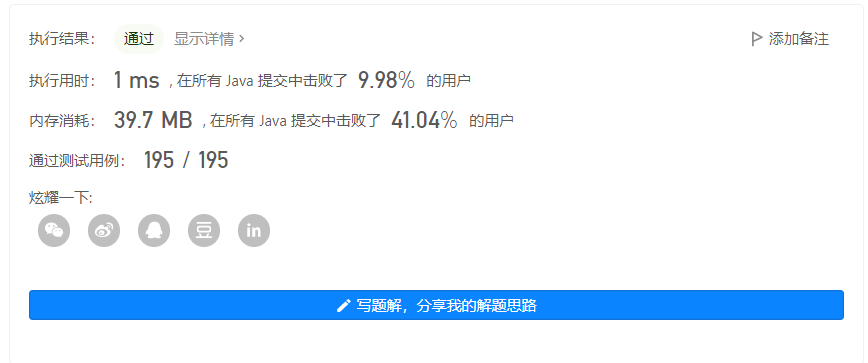 执行结果： 通过 显示详情 > 添加备注
执行用时： 1 ms , 在所有 Java 提交中击败了 9.98% 的用户
内存消耗： 39.7 MB , 在所有 Java 提交中击败了 41.04% 的用户
通过测试用例： 195 / 195
炫耀一下:
豆 in
写题解，分享我的解题思路